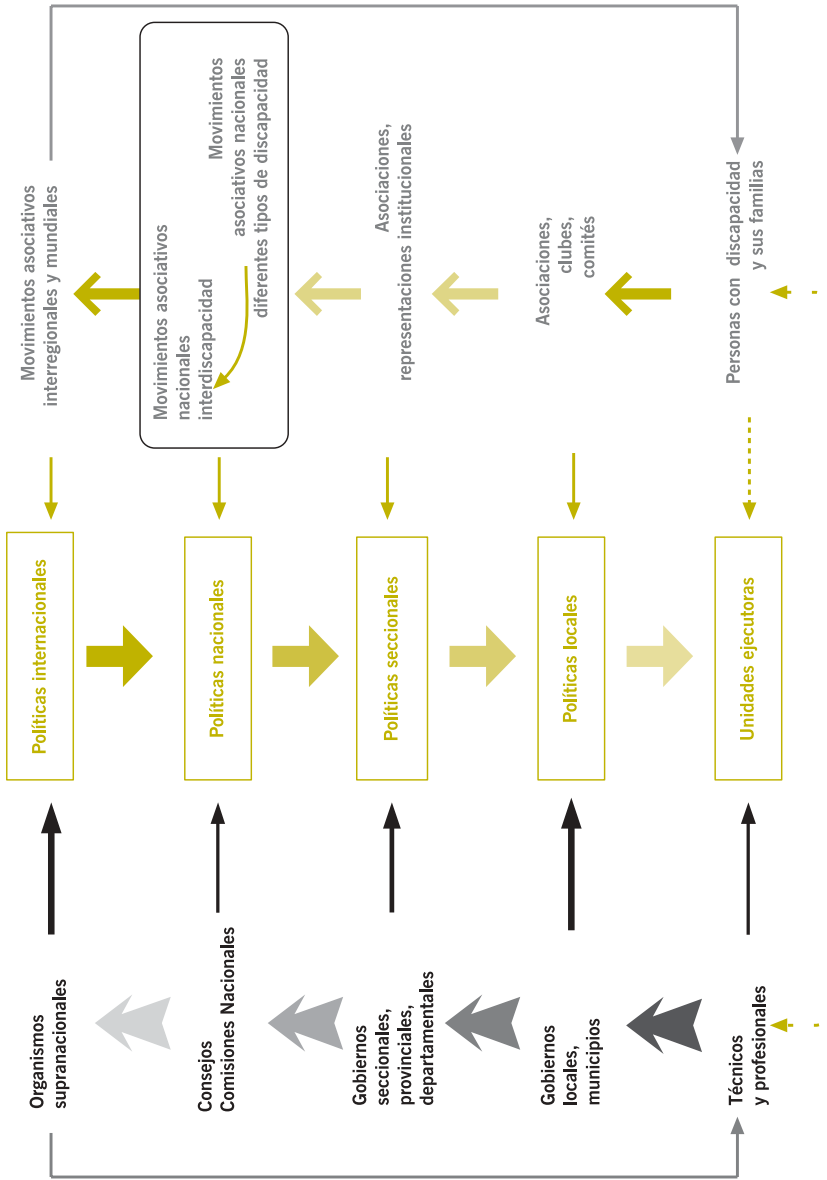 Organismos
supranacionales
Políticas internacionales
Movimientos asociativos
interregionales y mundiales
Consejos
Comisiones Nacionales
Políticas nacionales
Movimientos asociativos
nacionales
interdiscapacidad
Movimientos
asociativos nacionales
diferentes tipos de discapacidad
Gobiernos
seccionales,
provinciales,
departamentales
Políticas seccionales
Asociaciones,
representaciones institucionales
Gobiernos
locales,
municipios
Políticas locales
Asociaciones,
clubes,
comités
Técnicos
y profesionales
Unidades ejecutoras
Personas con discapacidad
y sus familias